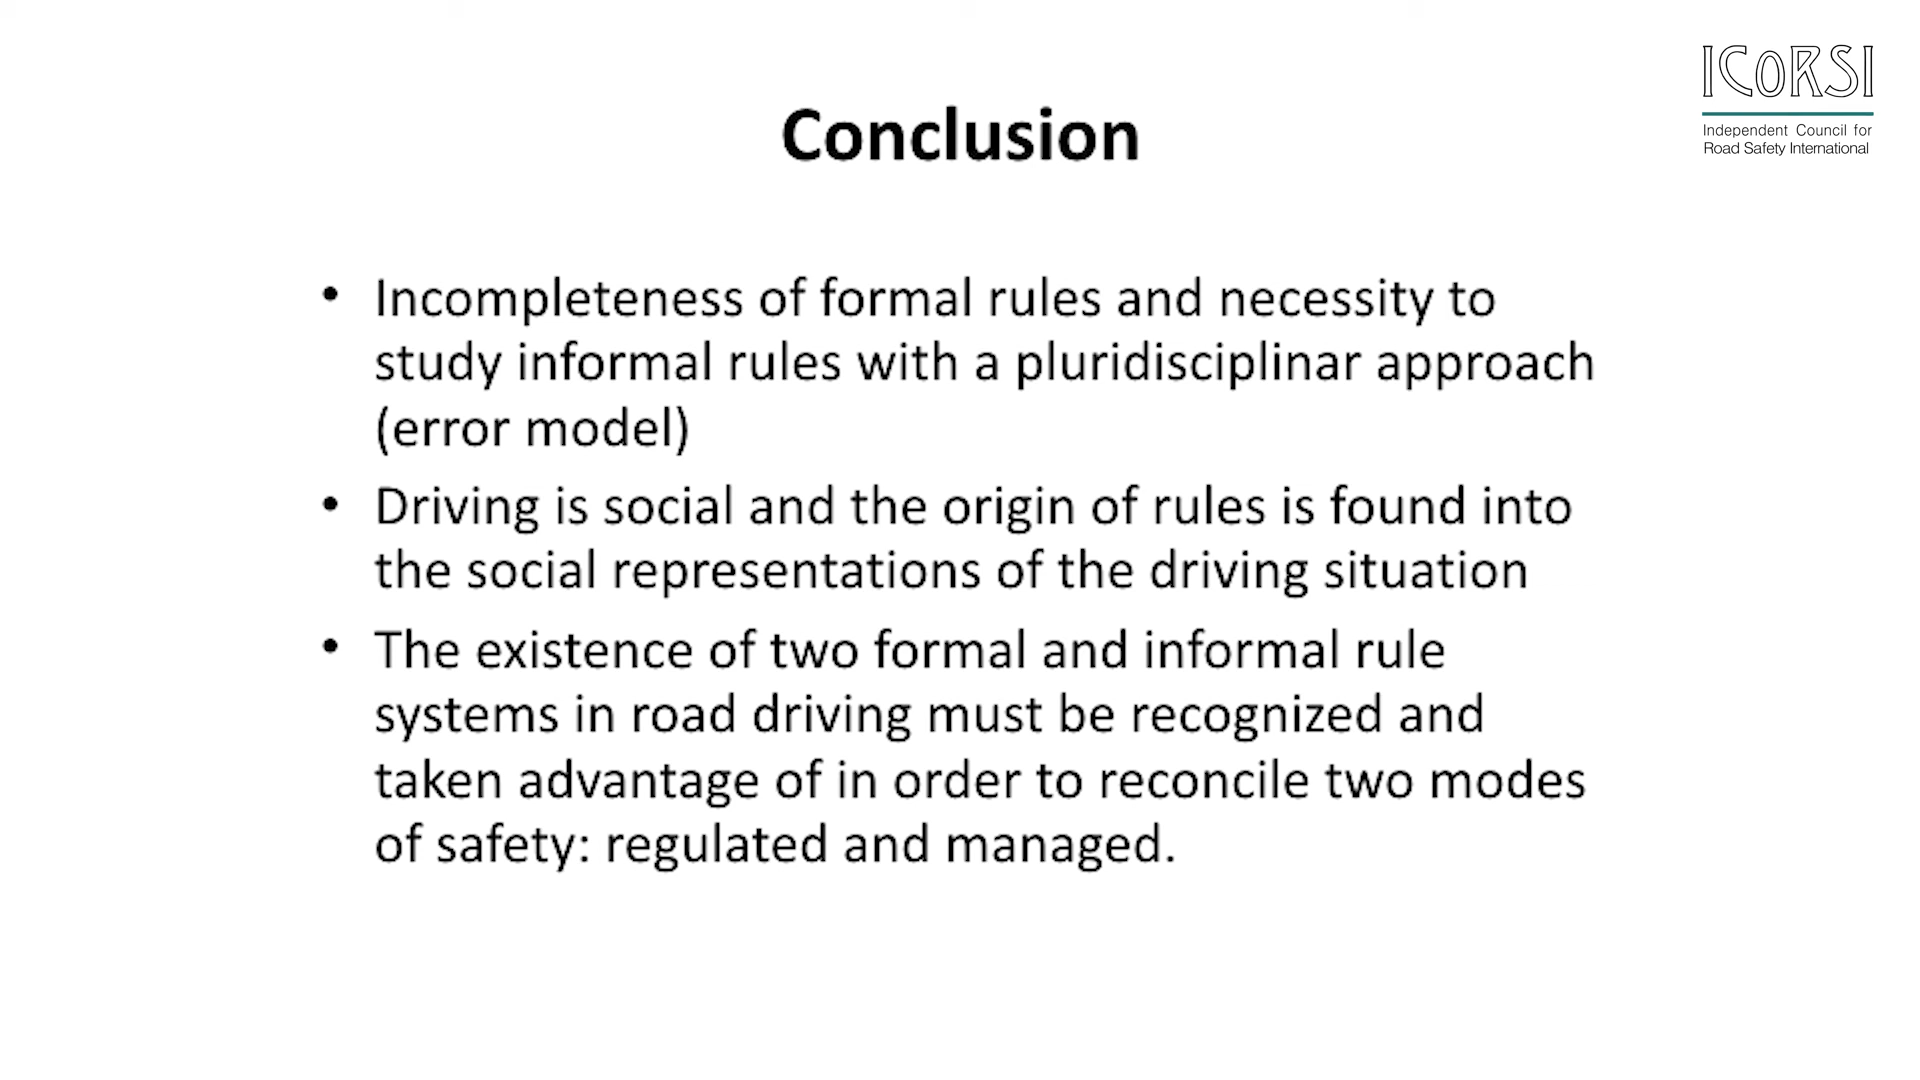 ICoRSI
Independent Council for
Road Safety International
Conclusion
• Incompleteness of formal rules and necessity to
study informal rules with a pluridisciplinar approach
(error model)
• Driving is social and the origin of rules is found into
the social representations of the driving situation
• The existence of two formal and informal rule
systems in road driving must be recognized and
taken advantage of in order to reconcile two modes
of safety: regulated and managed.